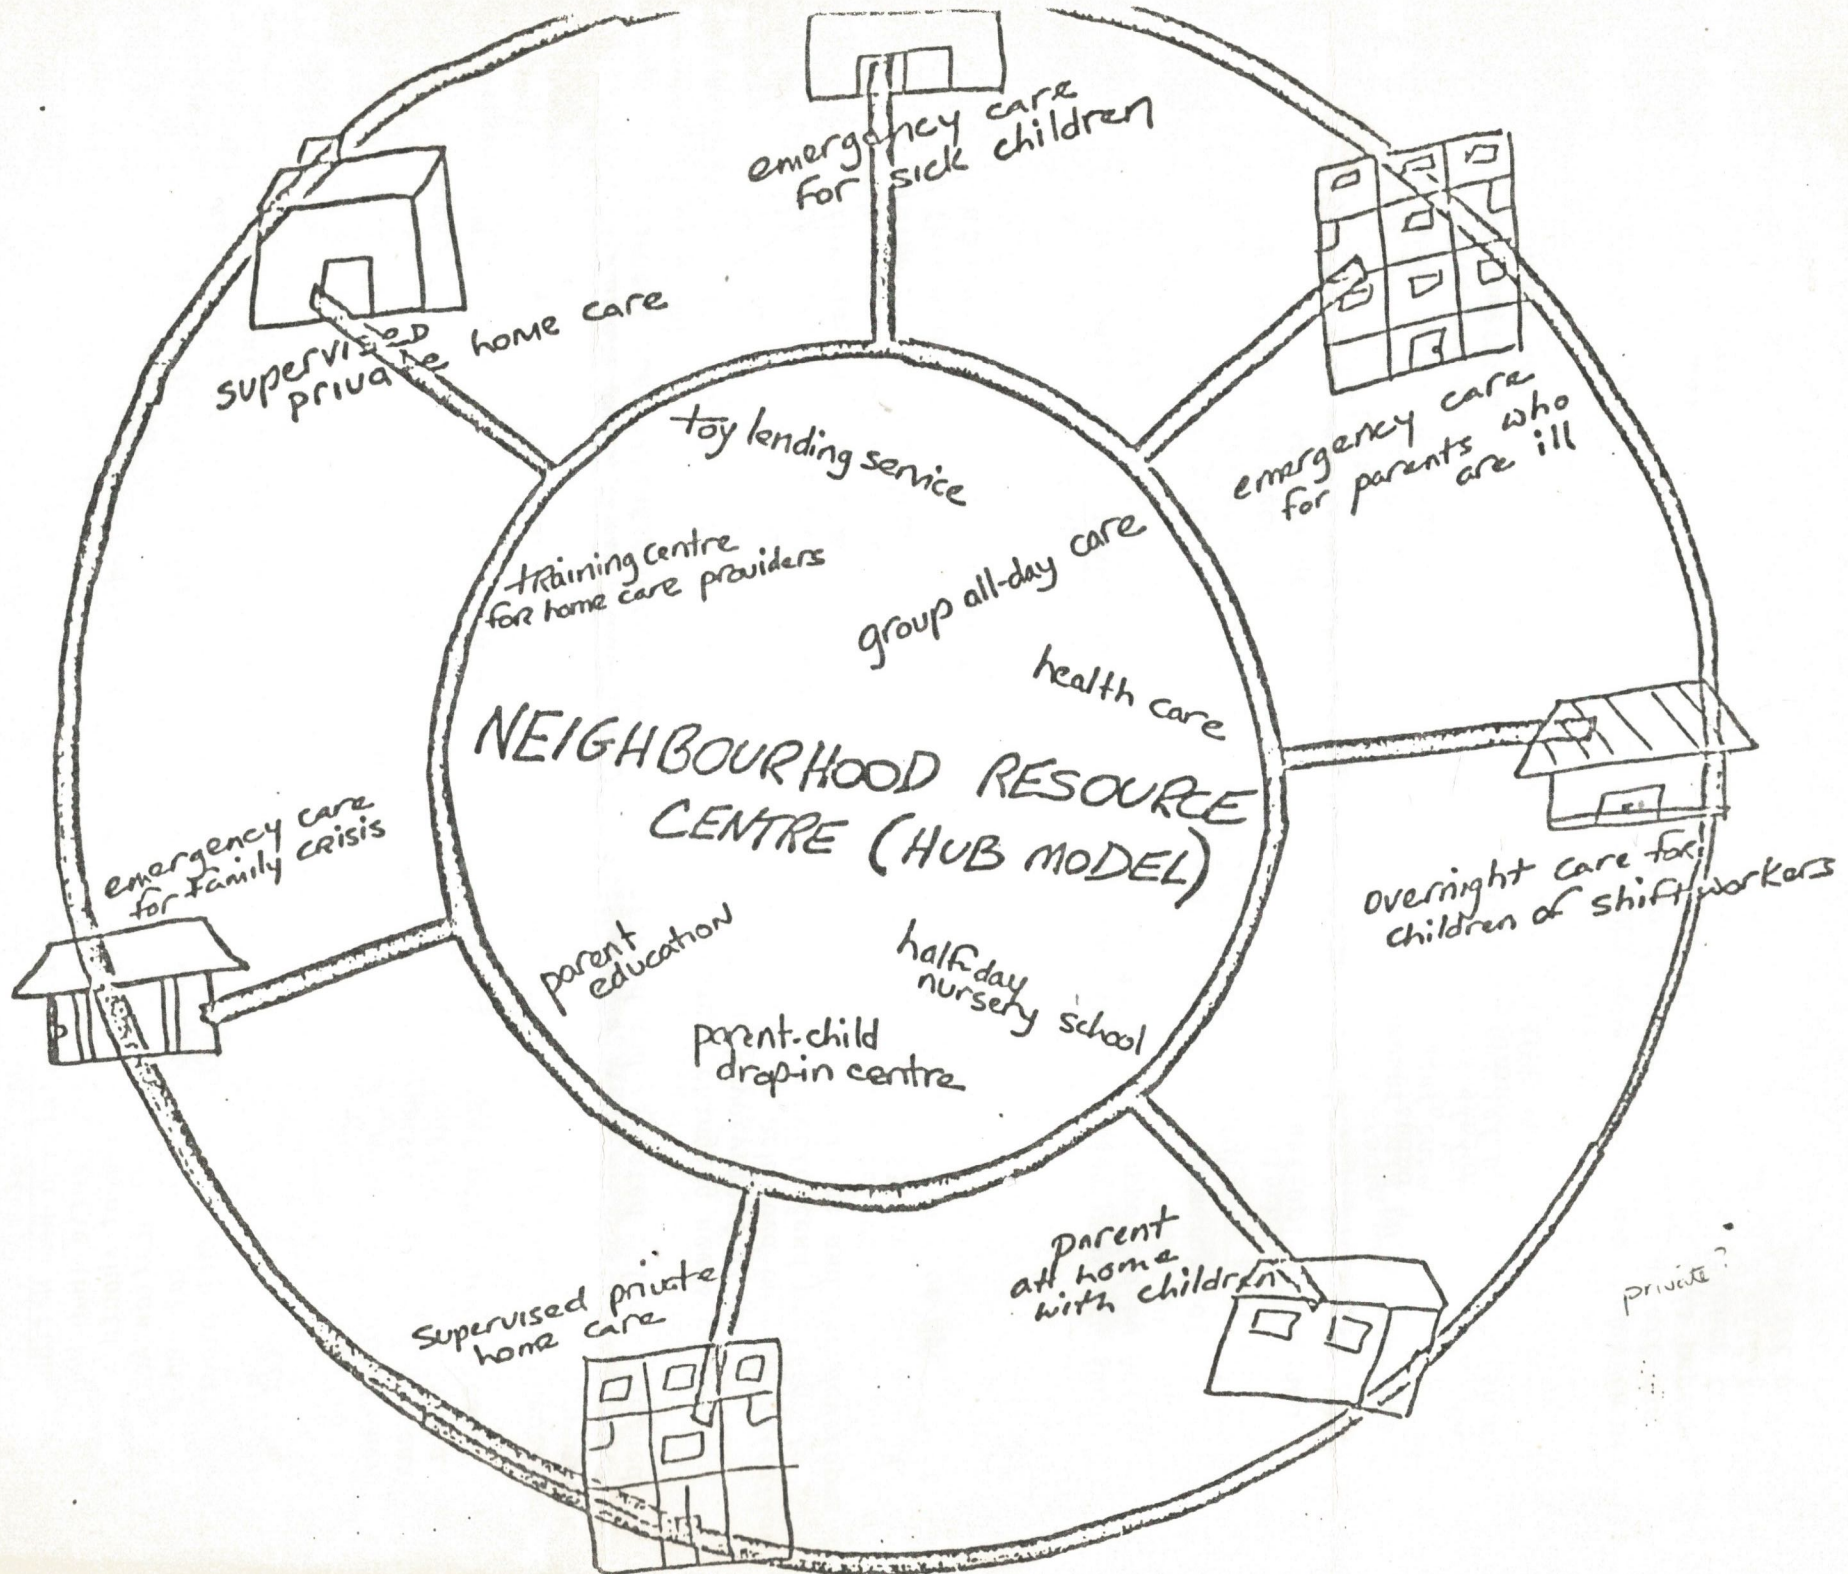 emergency care
for sick children
supervised
private home care
emergency care
for parents who
are ill
toy lending service
training centre
for home care providers
group all-day care
health care
NEIGHBOURHOOD RESOURCE
CENTRE (HUB MODEL)
emergency care
for family crisis
overnight care for
children of shift workers
parent
education
half-day
nursery school
parent-child
drop-in centre
parent
at home
with children
Supervised private
home care
private?